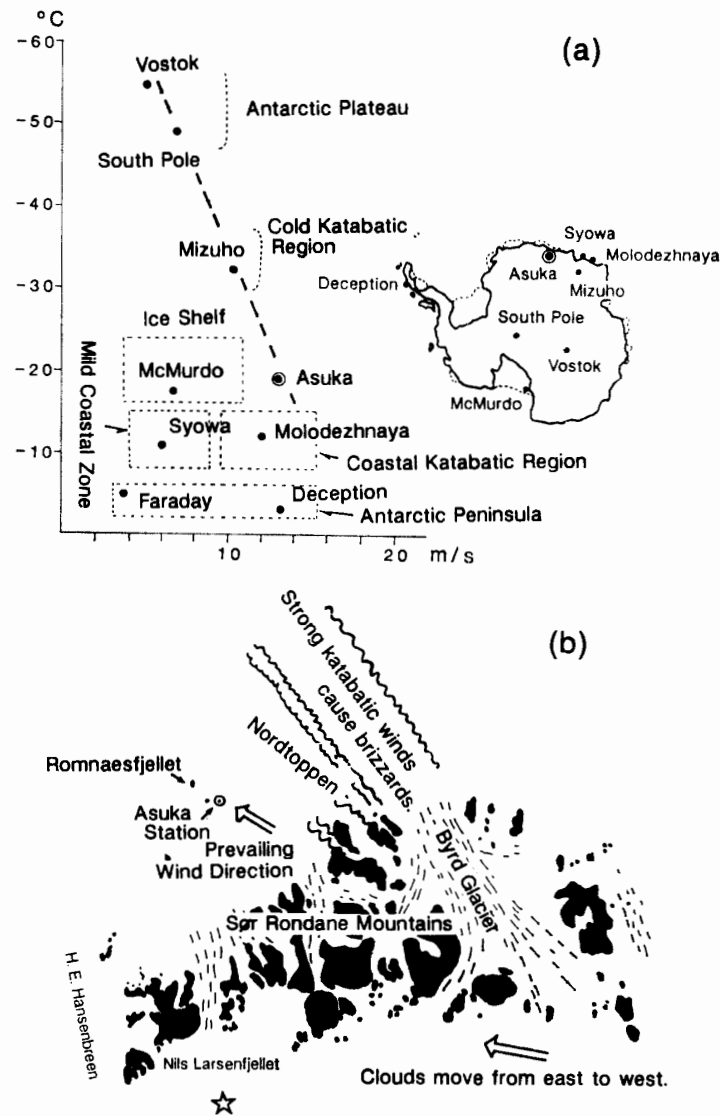 °C
(a)
-60
Vostok
Antarctic Plateau
-50
South Pole
-40
Cold Katabatic
Region
Mizuho
-30
Ice Shelf
-20
McMurdo
Asuka
Mild Coastal Zone
Syowa
Molodezhnaya
-10
Coastal Katabatic Region
Faraday
Deception
Antarctic Peninsula
10
20
m/s
Syowa
Molodezhnaya
Asuka
Mizuho
Deception
South Pole
Vostok
McMurdo
(b)
Strong katabatic winds
cause brizzards
Nordtoppen
Romnaesfjellet
Asuka
Station
Prevailing
Wind Direction
Byrd Glacier
Sør Rondane Mountains
H. E. Hansenbreen
Nils Larsenfjellet
Clouds move from east to west.